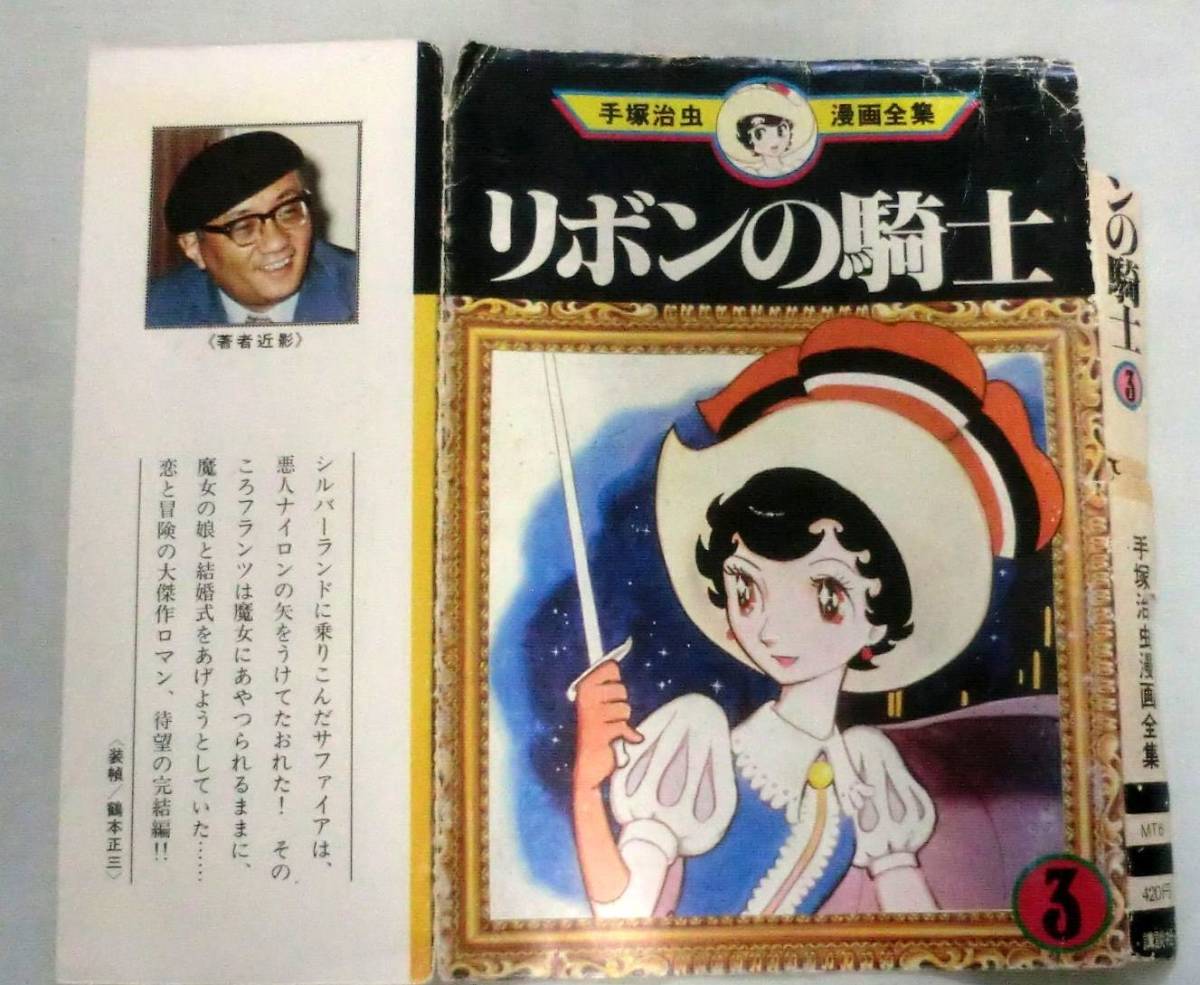 手塚治虫 漫画全集
リボンの騎士
3
《著者近影》
シルバーランドに乗りこんだサファイアは、
悪人ナイロンの矢をうけてたおれた! その
ころフランツは魔女にあやつられるままに、
魔女の娘と結婚式をあげようとしていた……
恋と冒険の大傑作ロマン、待望の完結編!!
〈装幀/鶴本正三〉
ンの騎士
3
手塚治虫漫画全集
MT6
420円
講談社